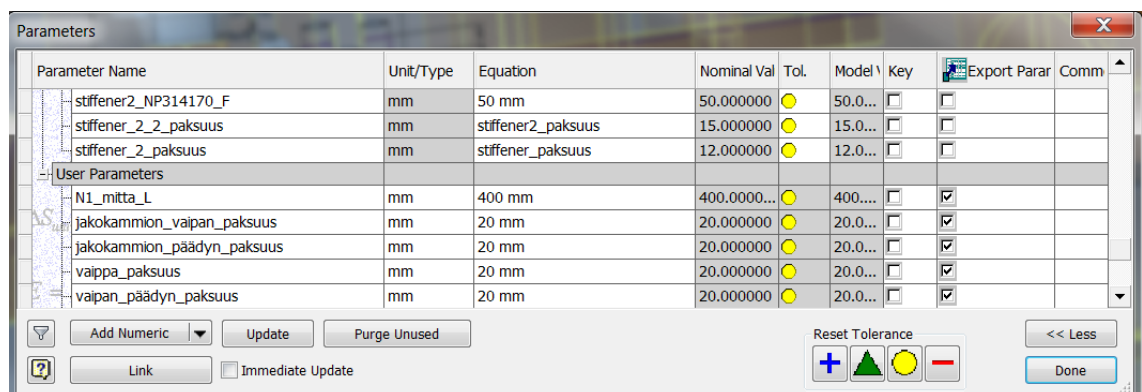 Parameters
X
Parameter Name Unit/Type Equation Nominal Val Tol. Model Key Export Parar Comm
stiffener2_NP314170_F mm 50 mm 50.000000 50.0...
stiffener_2_2_paksuus mm stiffener2_paksuus 15.000000 15.0...
stiffener_2_paksuus mm stiffener_paksuus 12.000000 12.0...
User Parameters
N1_mitta_L mm 400 mm 400.0000... 400....
jakokammion_vaipan_paksuus mm 20 mm 20.000000 20.0...
jakokammion_päädyn_paksuus mm 20 mm 20.000000 20.0...
vaippa_paksuus mm 20 mm 20.000000 20.0...
vaipan_päädyn_paksuus mm 20 mm 20.000000 20.0...
Add Numeric Update Purge Unused Reset Tolerance << Less
Link Immediate Update Done